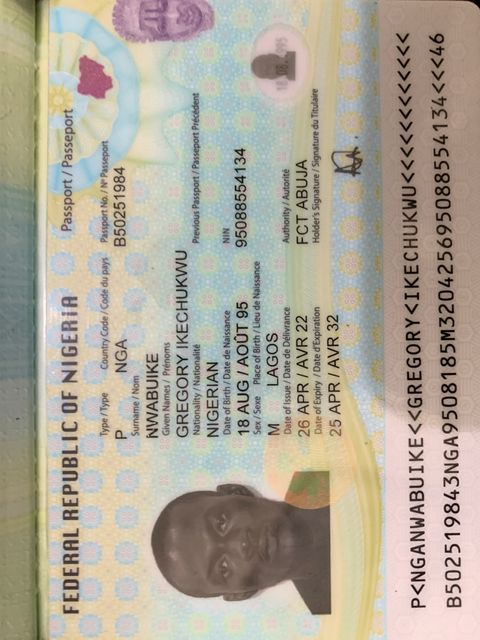 FEDERAL REPUBLIC OF NIGERIA
Passport / Passeport
Type / Type Country Code / Code du pays Passport No. / Nº Passeport
P NGA B50251984
Surname / Nom
NWABUIKE
Given Names / Prénoms
GREGORY IKECHUKWU
Nationality / Nationalité Previous Passport / Passeport Précédent
NIGERIAN
Date of Birth / Date de Naissance NIN
18 AUG / AOÛT 95 95088554134
Sex / Sexe Place of Birth / Lieu de Naissance
M LAGOS
18.08.1995
Date of Issue / Date de Délivrance Authority / Autorité
26 APR / AVR 22 FCT ABUJA
Date of Expiry / Date d'Expiration Holder's Signature / Signature du Titulaire
25 APR / AVR 32
P<NGANWABUIKE<<GREGORY<IKECHUKWU<<<<<<<<<<<<
B502519843NGA9508185M320425695088554134<<<46